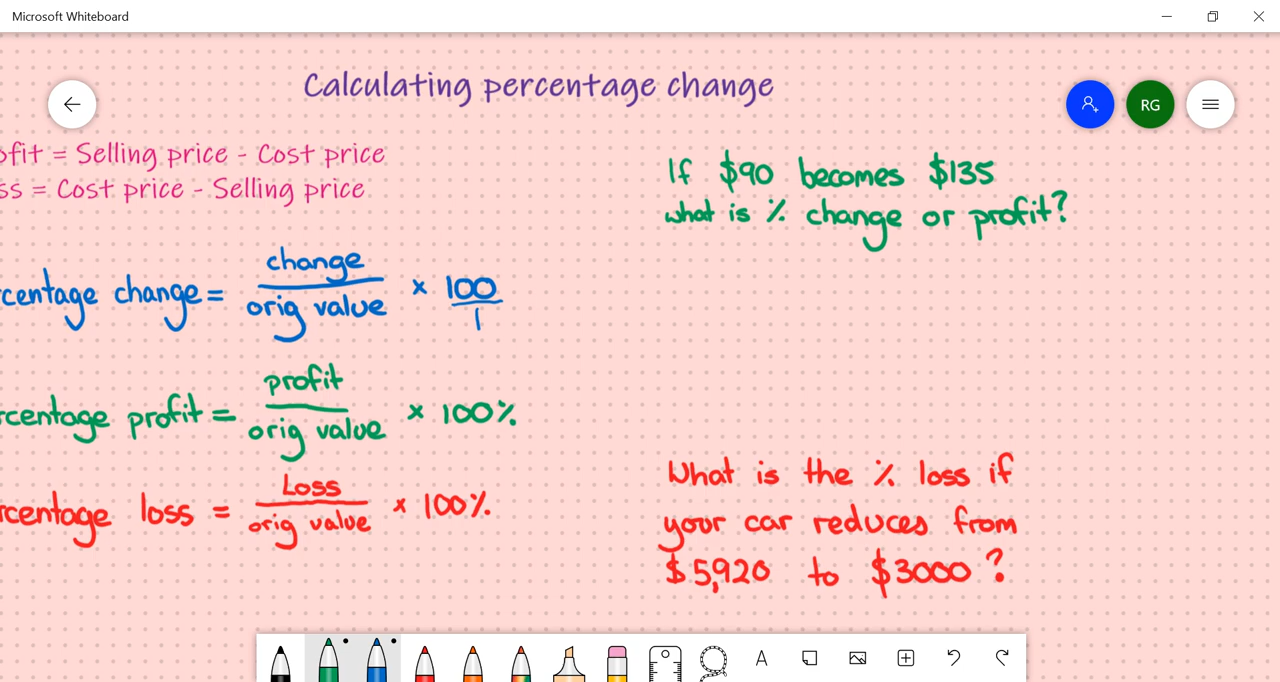 Microsoft Whiteboard
Calculating percentage change
RG
ofit = Selling price - Cost price
ss = Cost price - Selling price
If $90 becomes $135
what is % change or profit?
centage change = change / orig value × 100 / 1
rcentage profit = profit / orig value × 100%
rcentage loss = Loss / orig value × 100%
What is the % loss if
your car reduces from
$5,920 to $3000?
A